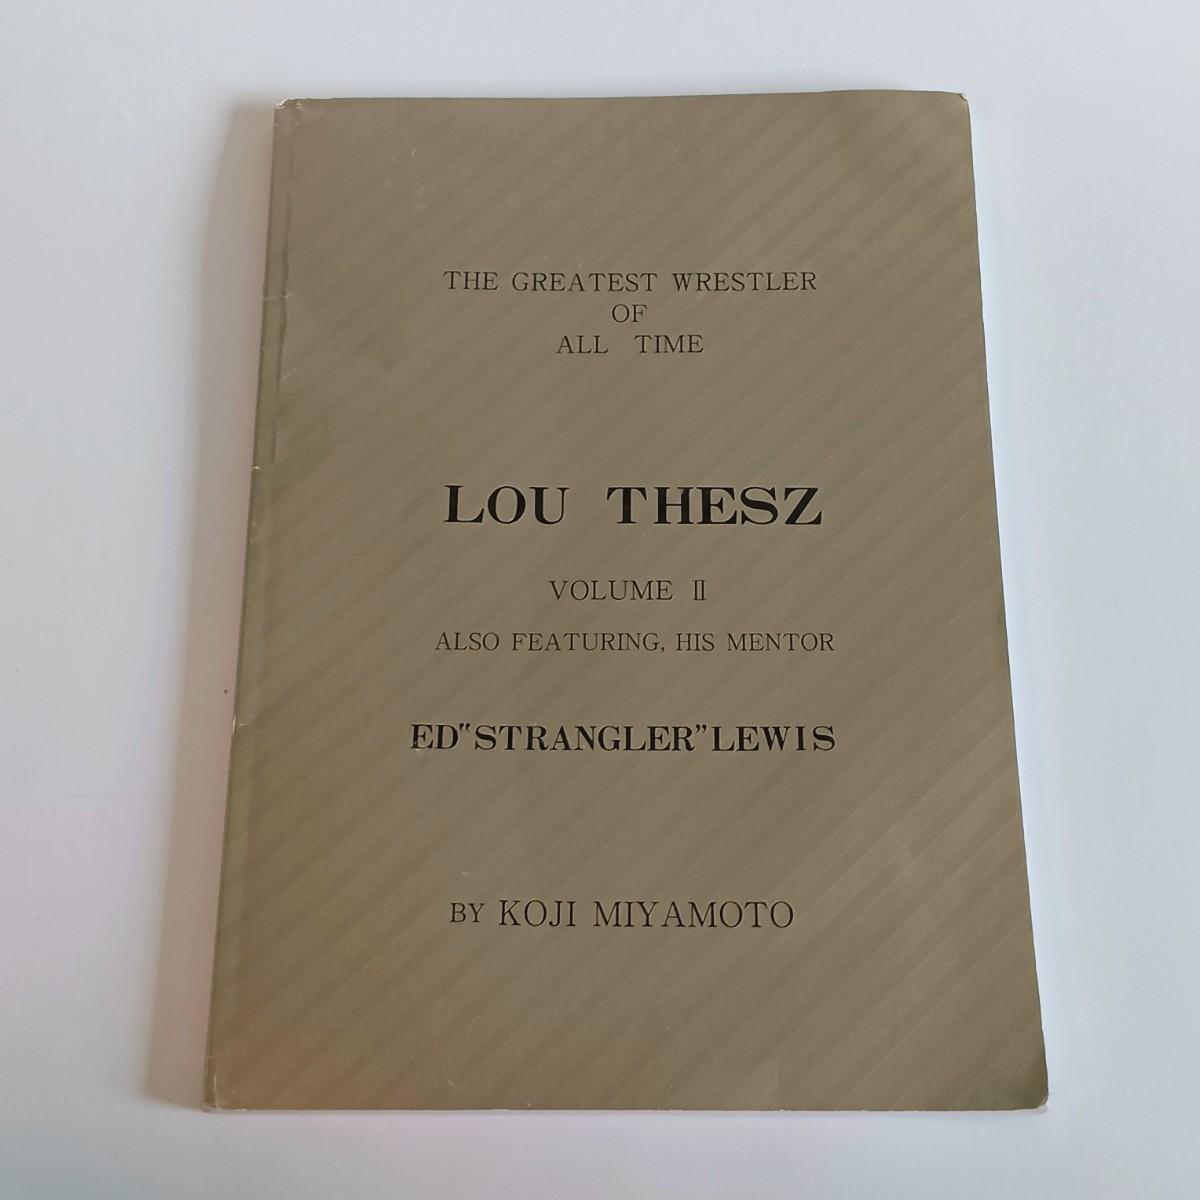 THE GREATEST WRESTLER
OF
ALL TIME
LOU THESZ
VOLUME Ⅱ
ALSO FEATURING, HIS MENTOR
ED“STRANGLER”LEWIS
BY KOJI MIYAMOTO